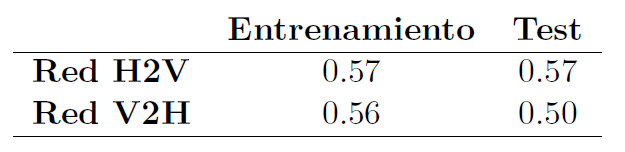 Entrenamiento Test
Red H2V 0.57 0.57
Red V2H 0.56 0.50